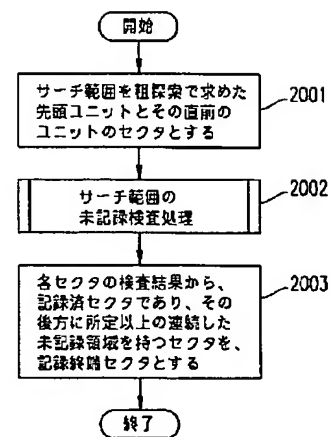 開始
サーチ範囲を粗探索で求めた
先頭ユニットとその直前の
ユニットのセクタとする
2001
サーチ範囲の
未記録検査処理
2002
各セクタの検査結果から、
記録済セクタであり、その
後方に所定以上の連続した
未記録領域を持つセクタを、
記録終端セクタとする
2003
終了